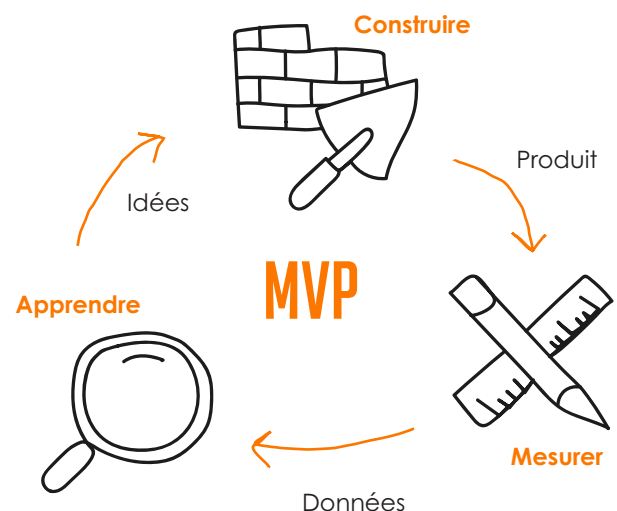 Construire
Produit
Idées
MVP
Apprendre
Mesurer
Données